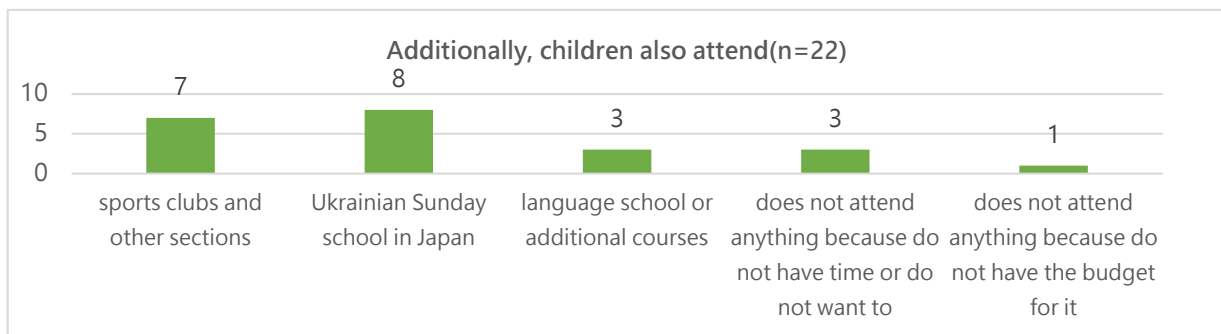 Additionally, children also attend(n=22)
7
8
3
3
1
10
5
0
sports clubs and
other sections
Ukrainian Sunday
school in Japan
language school or
additional courses
does not attend
anything because do
not have time or do
not want to
does not attend
anything because do
not have the budget
for it